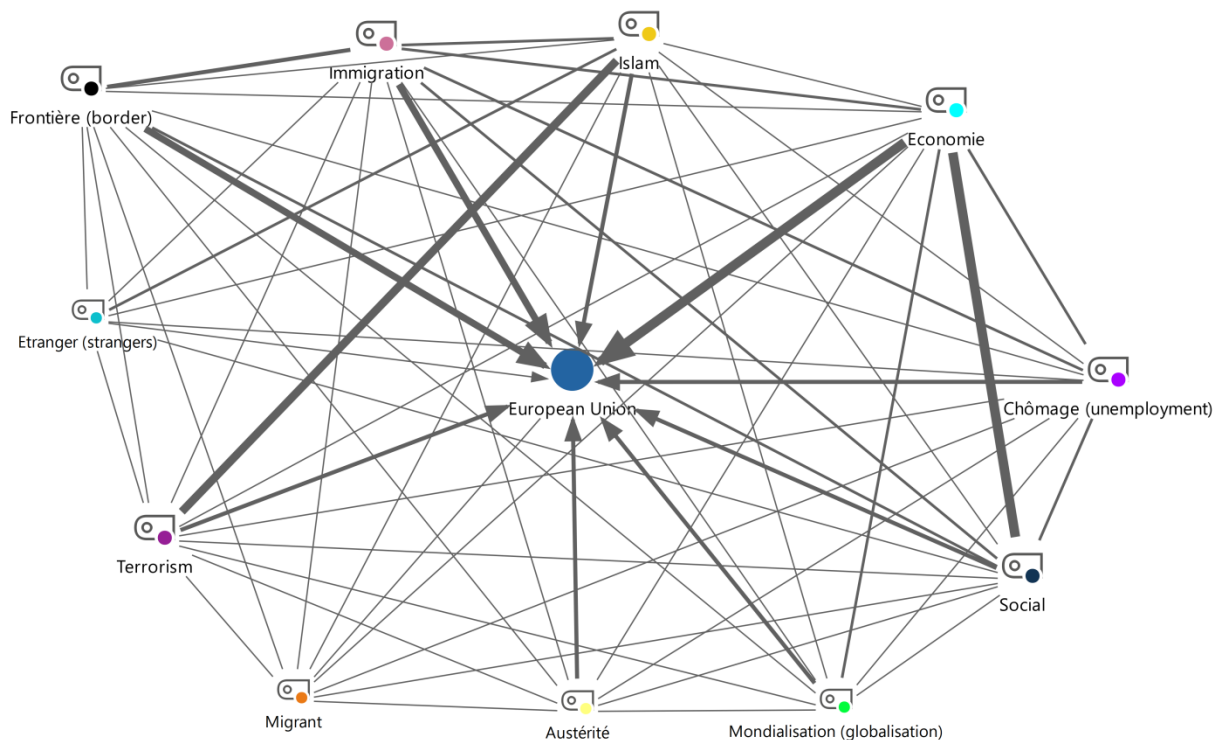 Islam
Immigration
Frontière (border)
Economie
Etranger (strangers)
European Union
Chômage (unemployment)
Terrorism
Social
Migrant
Austérité
Mondialisation (globalisation)